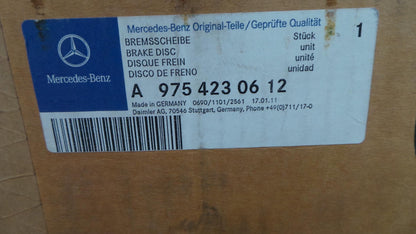 Mercedes-Benz Original-Teile/Geprüfte Qualität
BREMSSCHEIBE Stück 1
BRAKE DISC unit
DISQUE FREIN unité
DISCO DE FRENO unidad
Mercedes-Benz
A 975 423 06 12
Made in GERMANY 0690/1101/2561 17.01.11
Daimler AG, 70546 Stuttgart, Germany, Phone +49(0)711/17-0